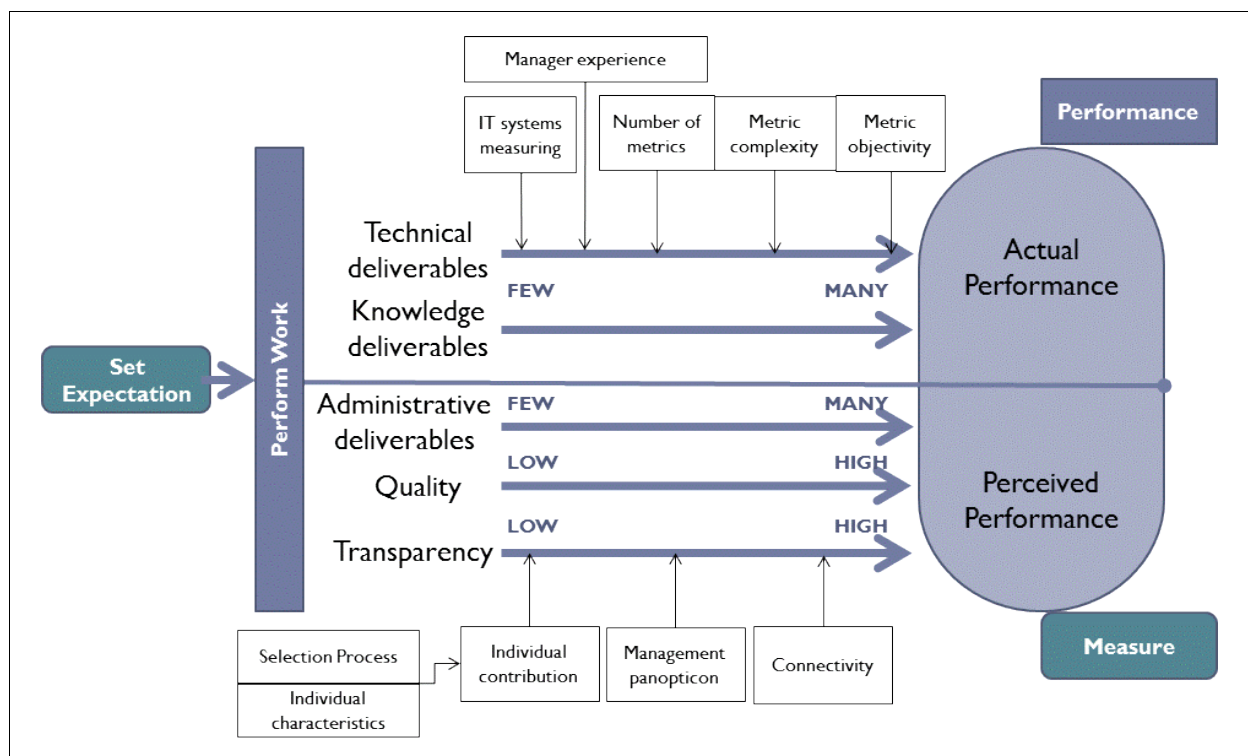 Manager experience
IT systems
measuring
Number of
metrics
Metric
complexity
Metric
objectivity
Performance
Technical
deliverables
FEW
MANY
Knowledge
deliverables
Actual
Performance
Set
Expectation
Perform Work
Administrative
deliverables
FEW
MANY
LOW
HIGH
Quality
LOW
HIGH
Transparency
Perceived
Performance
Selection Process
Individual
characteristics
Individual
contribution
Management
panopticon
Connectivity
Measure